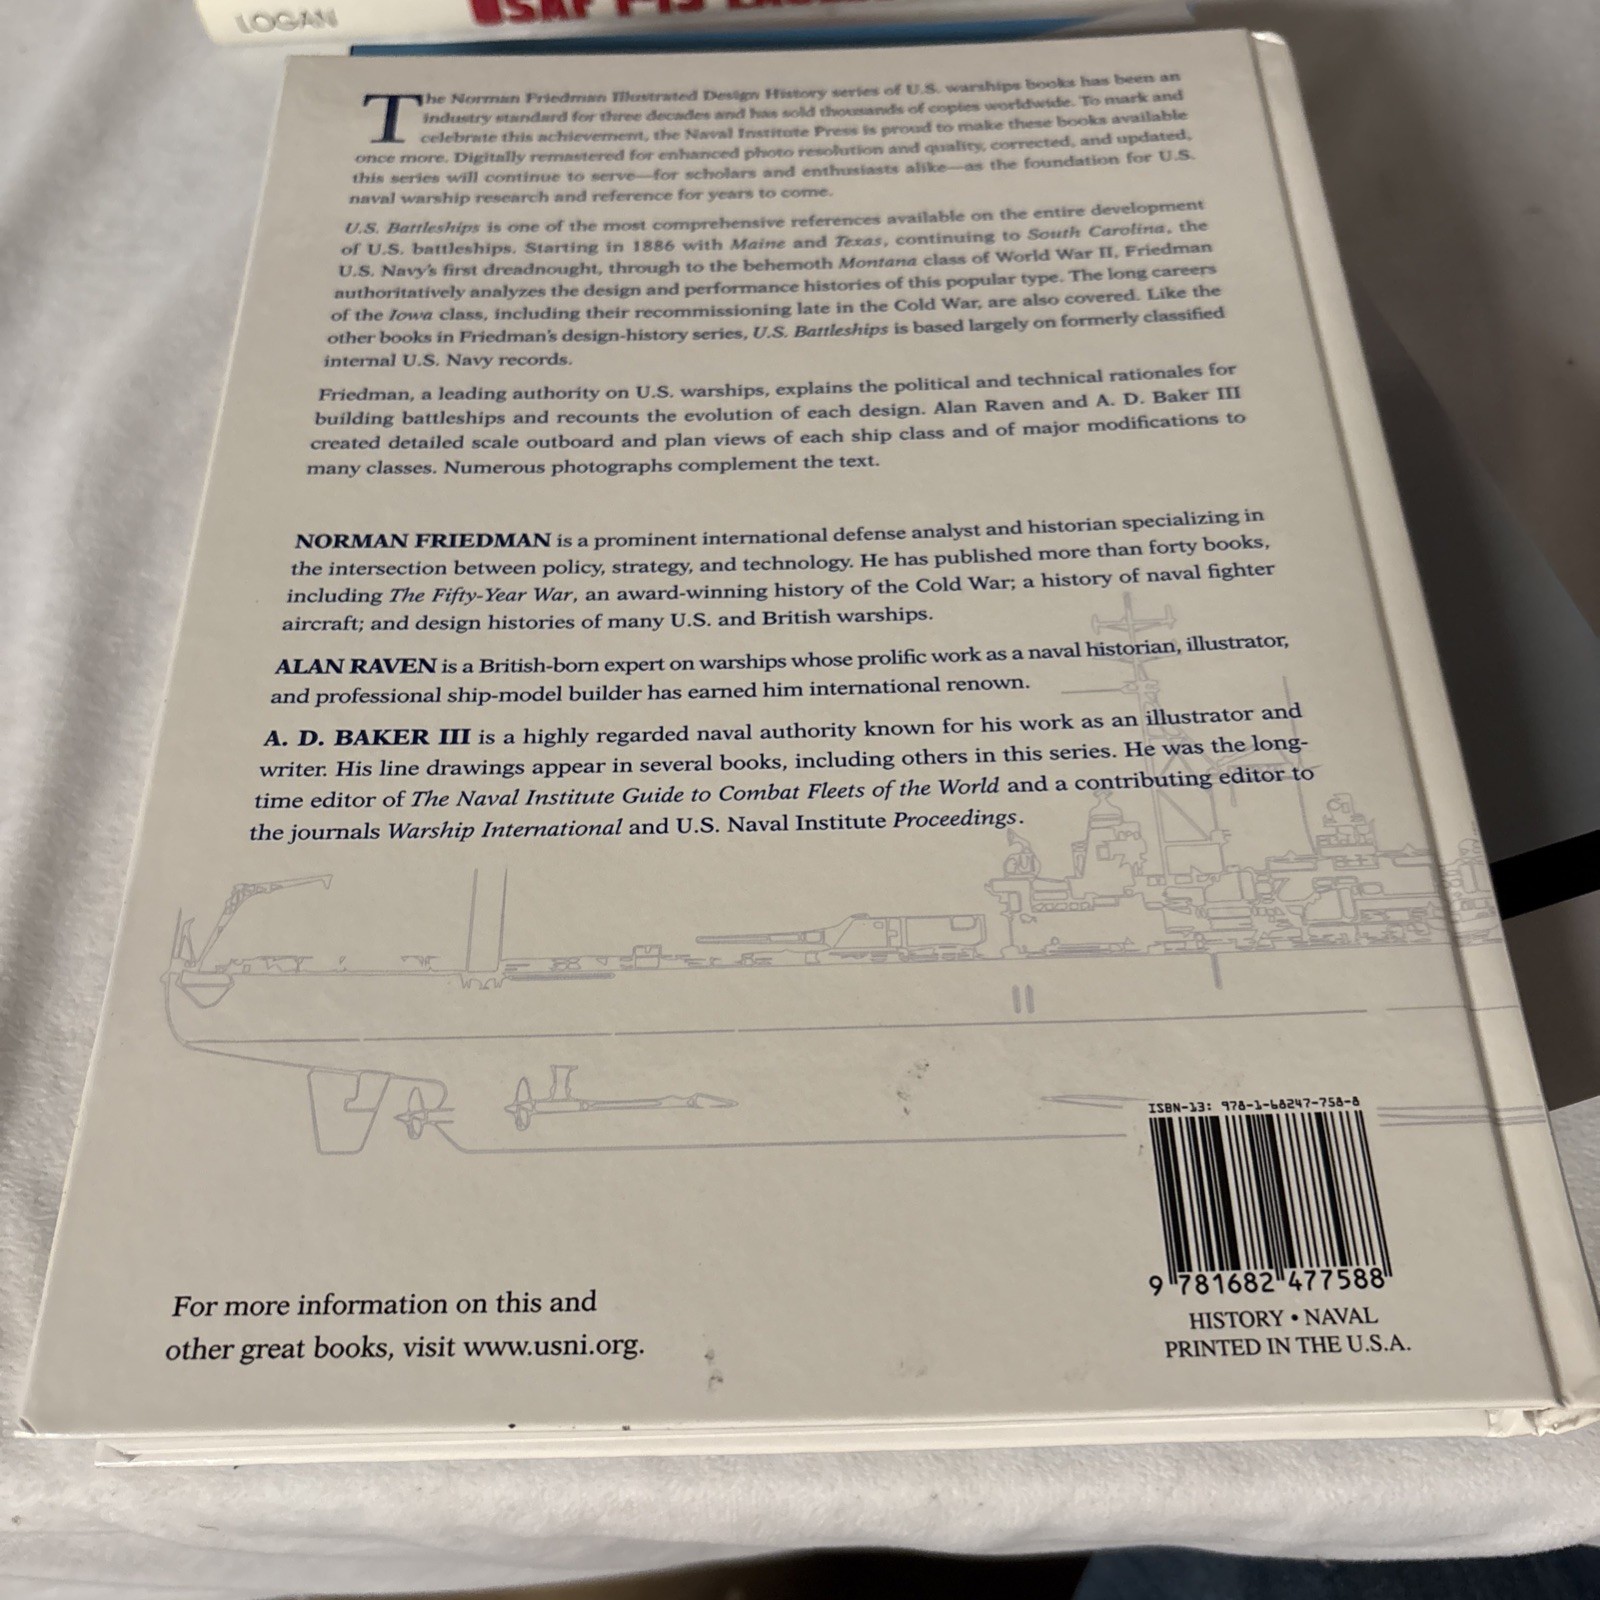 LOGAN
USAF F-15 EAGLE
The Norman Friedman Illustrated Design History series of U.S. warships books has been an
industry standard for three decades and has sold thousands of copies worldwide. To mark and
celebrate this achievement, the Naval Institute Press is proud to make these books available
once more. Digitally remastered for enhanced photo resolution and quality, corrected, and updated,
this series will continue to serve—for scholars and enthusiasts alike—as the foundation for U.S.
naval warship research and reference for years to come.
U.S. Battleships is one of the most comprehensive references available on the entire development
of U.S. battleships. Starting in 1886 with Maine and Texas, continuing to South Carolina, the
U.S. Navy's first dreadnought, through to the behemoth Montana class of World War II, Friedman
authoritatively analyzes the design and performance histories of this popular type. The long careers
of the Iowa class, including their recommissioning late in the Cold War, are also covered. Like the
other books in Friedman's design-history series, U.S. Battleships is based largely on formerly classified
internal U.S. Navy records.
Friedman, a leading authority on U.S. warships, explains the political and technical rationales for
building battleships and recounts the evolution of each design. Alan Raven and A. D. Baker III
created detailed scale outboard and plan views of each ship class and of major modifications to
many classes. Numerous photographs complement the text.
NORMAN FRIEDMAN is a prominent international defense analyst and historian specializing in
the intersection between policy, strategy, and technology. He has published more than forty books,
including The Fifty-Year War, an award-winning history of the Cold War; a history of naval fighter
aircraft; and design histories of many U.S. and British warships.
ALAN RAVEN is a British-born expert on warships whose prolific work as a naval historian, illustrator,
and professional ship-model builder has earned him international renown.
A. D. BAKER III is a highly regarded naval authority known for his work as an illustrator and
writer. His line drawings appear in several books, including others in this series. He was the long-
time editor of The Naval Institute Guide to Combat Fleets of the World and a contributing editor to
the journals Warship International and U.S. Naval Institute Proceedings.
ISBN-13: 978-1-68247-758-8
9 781682 477588
HISTORY • NAVAL
PRINTED IN THE U.S.A.
For more information on this and
other great books, visit www.usni.org.